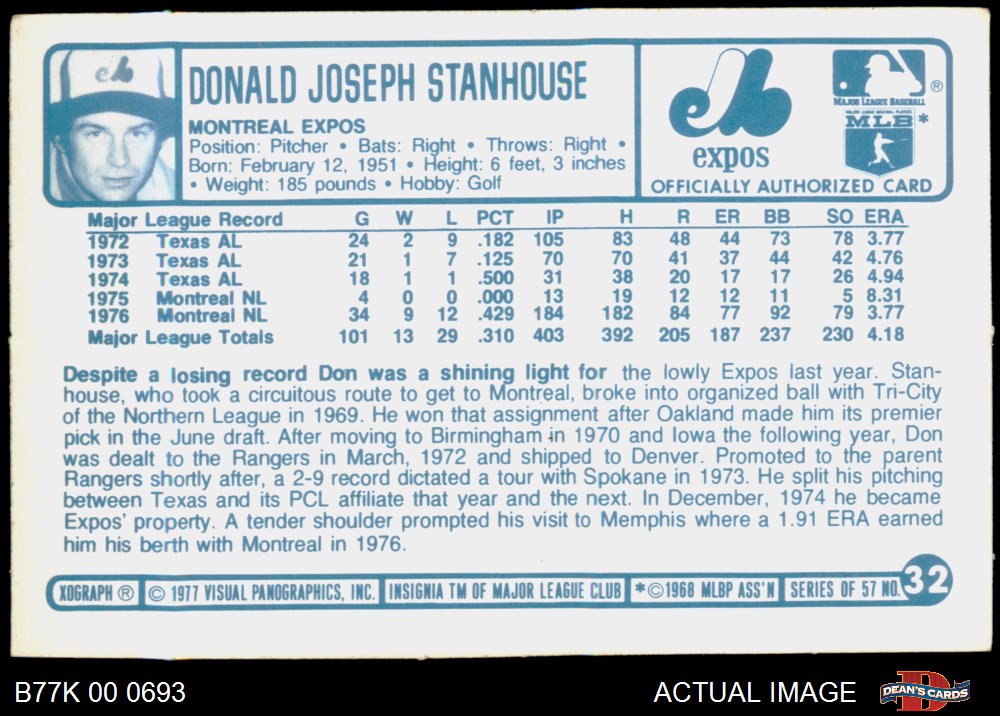 eb
DONALD JOSEPH STANHOUSE
MONTREAL EXPOS
Position: Pitcher • Bats: Right • Throws: Right •
Born: February 12, 1951 • Height: 6 feet, 3 inches
• Weight: 185 pounds • Hobby: Golf
eb
expos
®
MAJOR LEAGUE BASEBALL
MAJOR LEAGUE BASEBALL PLAYERS
MLB *
OFFICIALLY AUTHORIZED CARD
Major League Record G W L PCT IP H R ER BB SO ERA
1972 Texas AL 24 2 9 .182 105 83 48 44 73 78 3.77
1973 Texas AL 21 1 7 .125 70 70 41 37 44 42 4.76
1974 Texas AL 18 1 1 .500 31 38 20 17 17 26 4.94
1975 Montreal NL 4 0 0 .000 13 19 12 12 11 5 8.31
1976 Montreal NL 34 9 12 .429 184 182 84 77 92 79 3.77
Major League Totals 101 13 29 .310 403 392 205 187 237 230 4.18
Despite a losing record Don was a shining light for the lowly Expos last year. Stan-
house, who took a circuitous route to get to Montreal, broke into organized ball with Tri-City
of the Northern League in 1969. He won that assignment after Oakland made him its premier
pick in the June draft. After moving to Birmingham in 1970 and Iowa the following year, Don
was dealt to the Rangers in March, 1972 and shipped to Denver. Promoted to the parent
Rangers shortly after, a 2-9 record dictated a tour with Spokane in 1973. He split his pitching
between Texas and its PCL affiliate that year and the next. In December, 1974 he became
Expos' property. A tender shoulder prompted his visit to Memphis where a 1.91 ERA earned
him his berth with Montreal in 1976.
XOGRAPH ® © 1977 VISUAL PANOGRAPHICS, INC. INSIGNIA TM OF MAJOR LEAGUE CLUB *©1968 MLBP ASS'N SERIES OF 57 NO. 32
B77K 00 0693 ACTUAL IMAGE DEAN'S CARDS